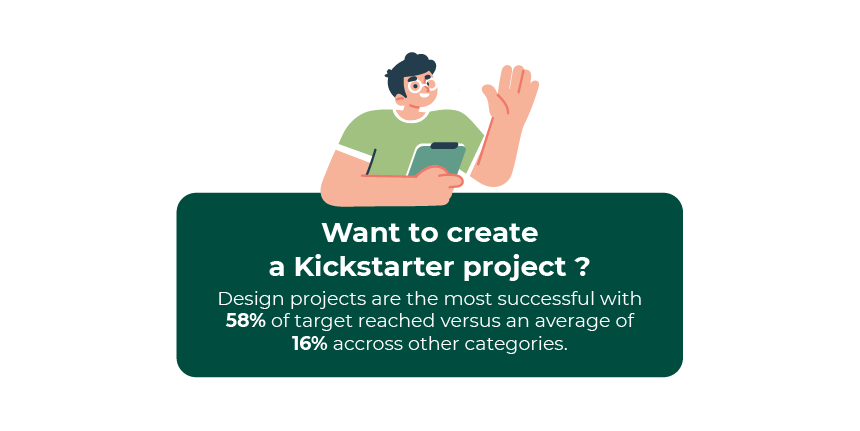 Want to create
a Kickstarter project ?
Design projects are the most successful with
58% of target reached versus an average of
16% accross other categories.